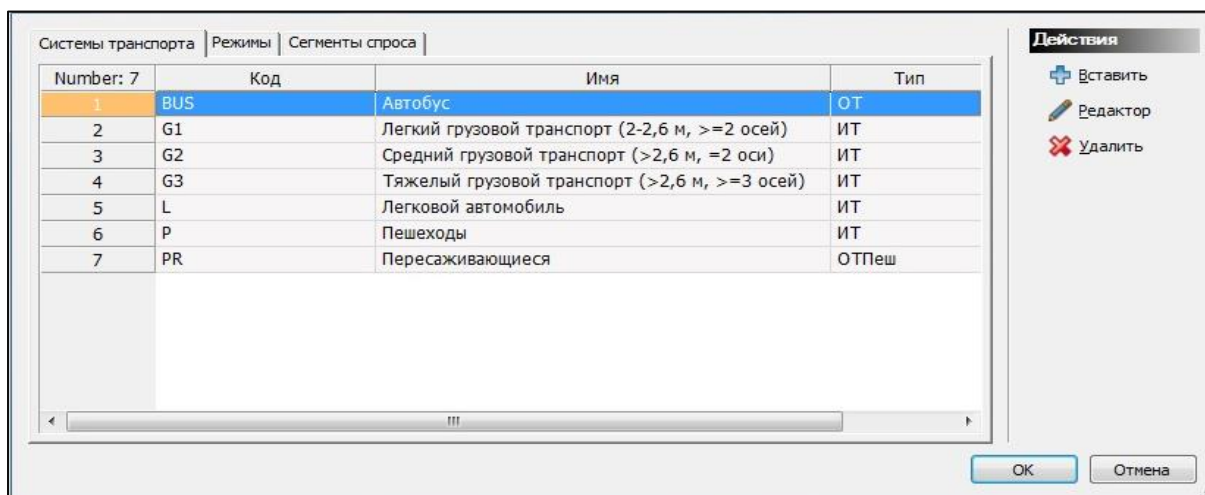 Системы транспорта Режимы Сегменты спроса
Number: 7 Код Имя Тип
1 BUS Автобус ОТ
2 G1 Легкий грузовой транспорт (2-2,6 м, >=2 осей) ИТ
3 G2 Средний грузовой транспорт (>2,6 м, =2 оси) ИТ
4 G3 Тяжелый грузовой транспорт (>2,6 м, >=3 осей) ИТ
5 L Легковой автомобиль ИТ
6 P Пешеходы ИТ
7 PR Пересаживающиеся ОТПеш
Действия
Вставить
Редактор
Удалить
OK Отмена